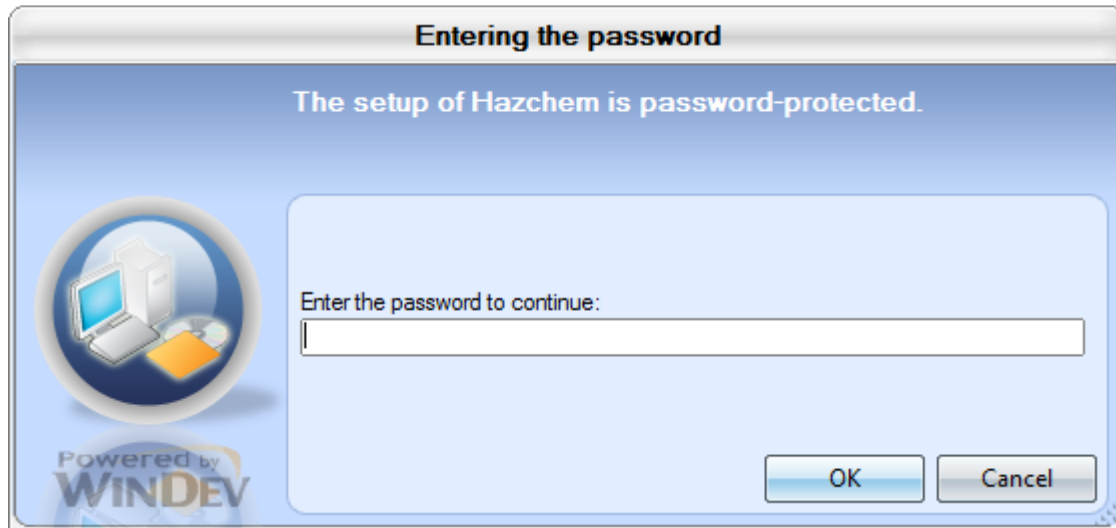 Entering the password
The setup of Hazchem is password-protected.
Enter the password to continue:
Powered by
WINDEV
OK
Cancel